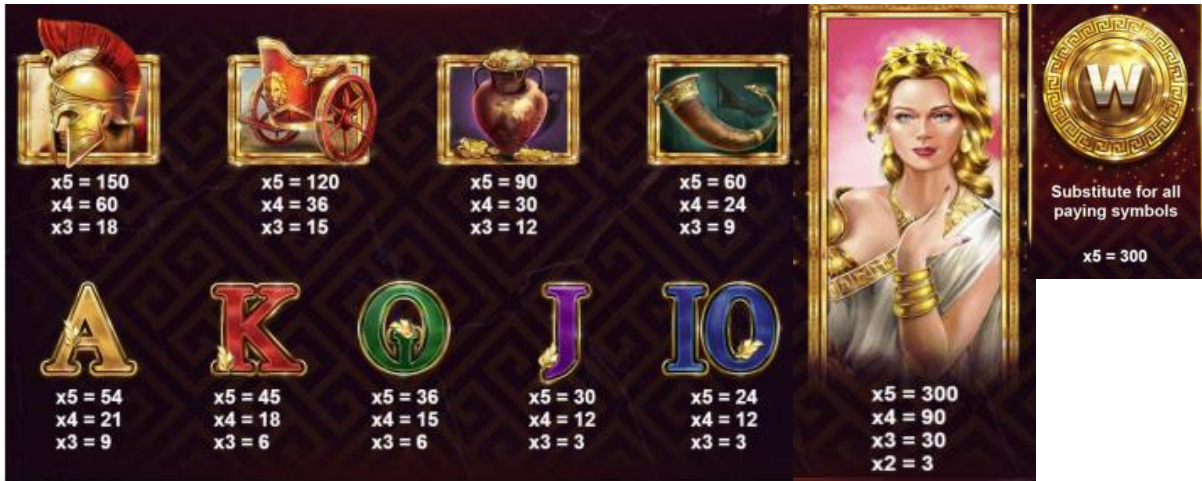 x5 = 150
x4 = 60
x3 = 18
x5 = 120
x4 = 36
x3 = 15
x5 = 90
x4 = 30
x3 = 12
x5 = 60
x4 = 24
x3 = 9
A
x5 = 54
x4 = 21
x3 = 9
K
x5 = 45
x4 = 18
x3 = 6
Q
x5 = 36
x4 = 15
x3 = 6
J
x5 = 30
x4 = 12
x3 = 3
10
x5 = 24
x4 = 12
x3 = 3
x5 = 300
x4 = 90
x3 = 30
x2 = 3
W
Substitute for all
paying symbols
x5 = 300